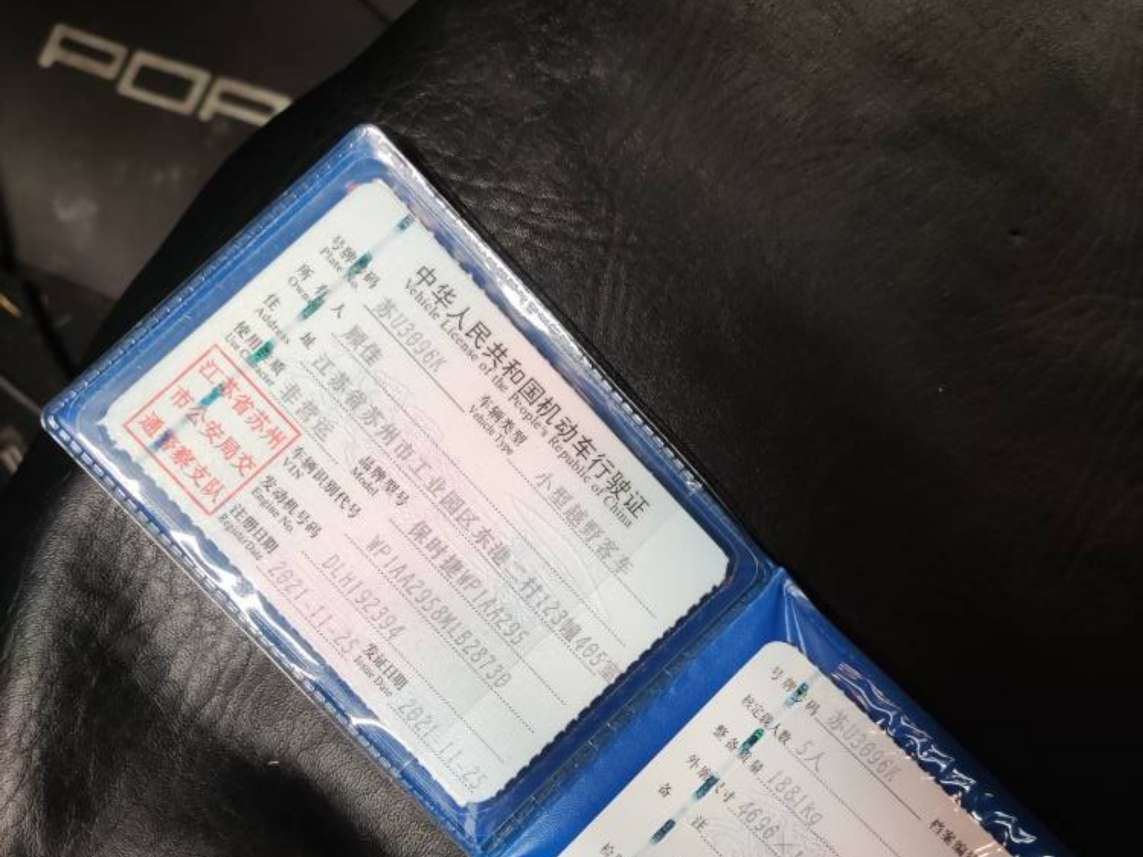 POR
中华人民共和国机动车行驶证
Vehicle License of the People's Republic of China
号牌号码 苏U3096K 车辆类型 小型越野客车
Plate No. Vehicle Type
所有人 顾佳
Owner
住址 江苏省苏州市工业园区东港一村123幢405室
Address
使用性质 非营运 品牌型号 保时捷WP1AA295
Use Character Model
江苏省苏州
市公安局交
通警察支队
车辆识别代号 WP1AA2958MLB28730
VIN
发动机号码 DLH192394
Engine No.
注册日期 2021-11-25 发证日期 2021-11-25
Register Date Issue Date
号牌号码 苏U3096K 档案编
核定载人数 5人
整备质量 1881kg
外廓尺寸 4696
备注
检